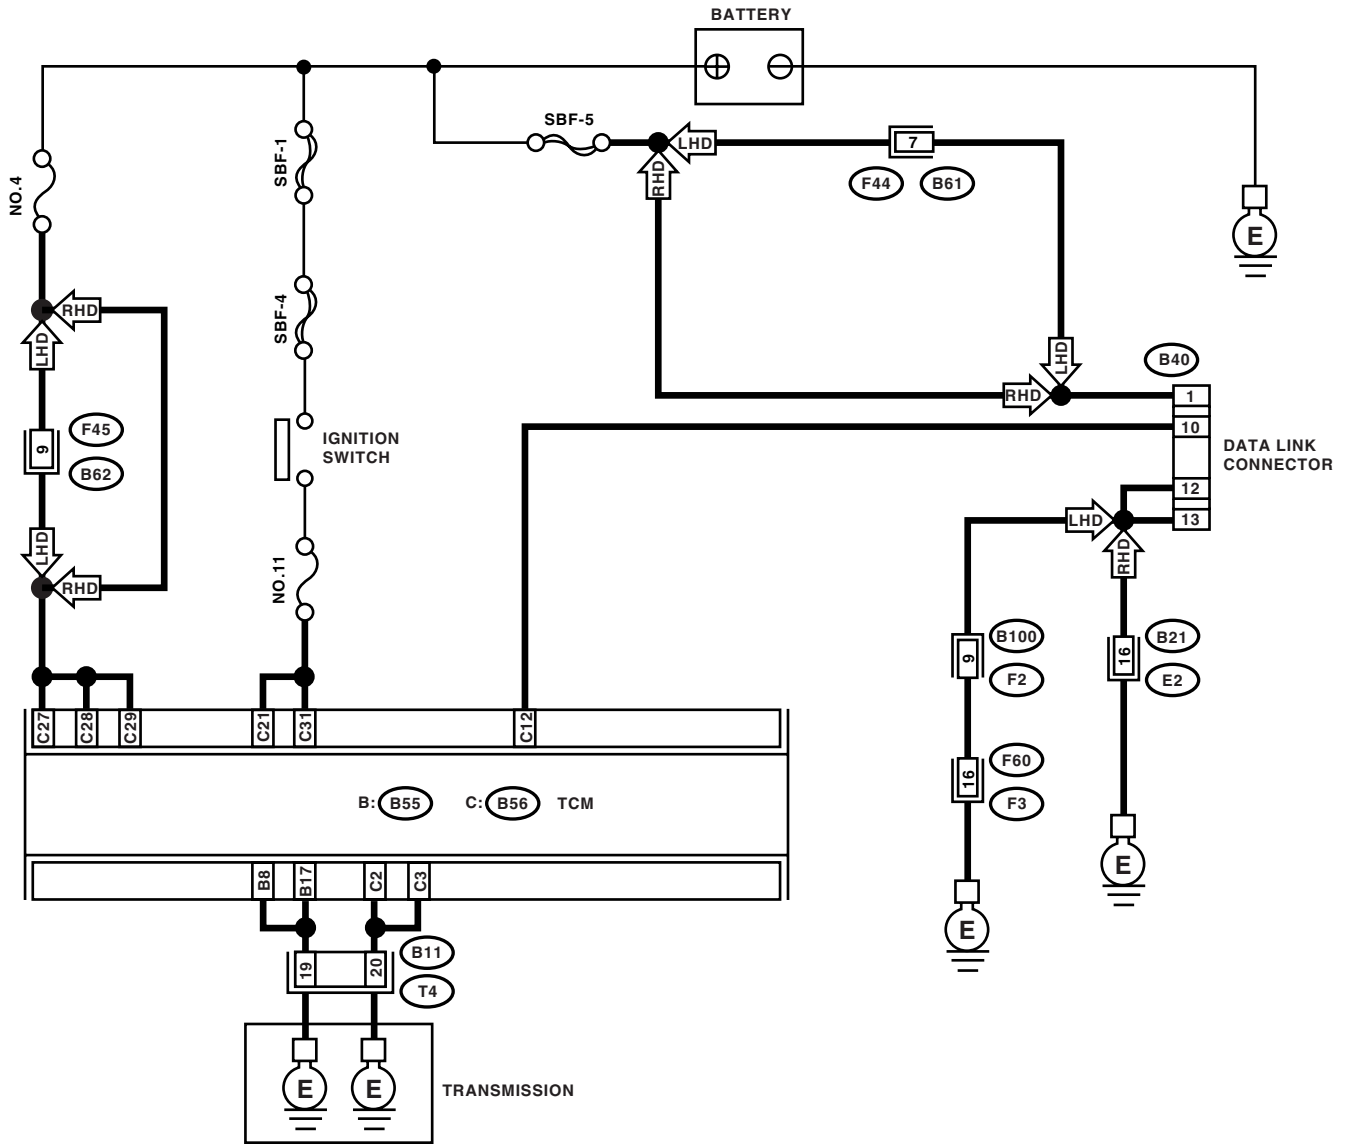 BATTERY
SBF-5
LHD
7
RHD
F44
B61
SBF-1
NO.4
E
RHD
LHD
SBF-4
LHD
B40
RHD
1
10
IGNITION
SWITCH
DATA LINK
CONNECTOR
F45
9
B62
12
LHD
13
LHD
RHD
NO.11
RHD
B100
9
F2
B21
16
E2
C27
C28
C29
C21
C31
C12
F60
16
F3
B: B55
C: B56
TCM
E
B8
B17
C2
C3
E
B11
19
20
T4
E
E
TRANSMISSION